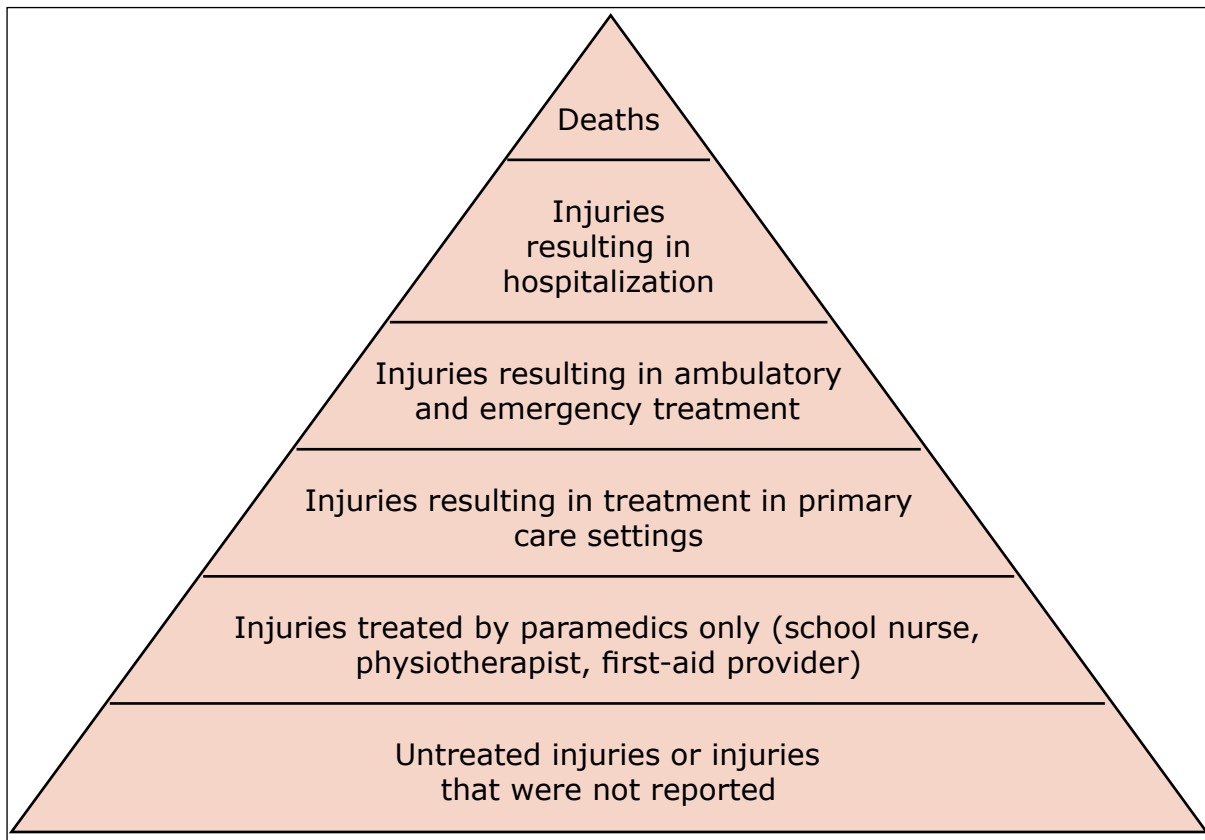 Deaths
Injuries
resulting in
hospitalization
Injuries resulting in ambulatory
and emergency treatment
Injuries resulting in treatment in primary
care settings
Injuries treated by paramedics only (school nurse,
physiotherapist, first-aid provider)
Untreated injuries or injuries
that were not reported